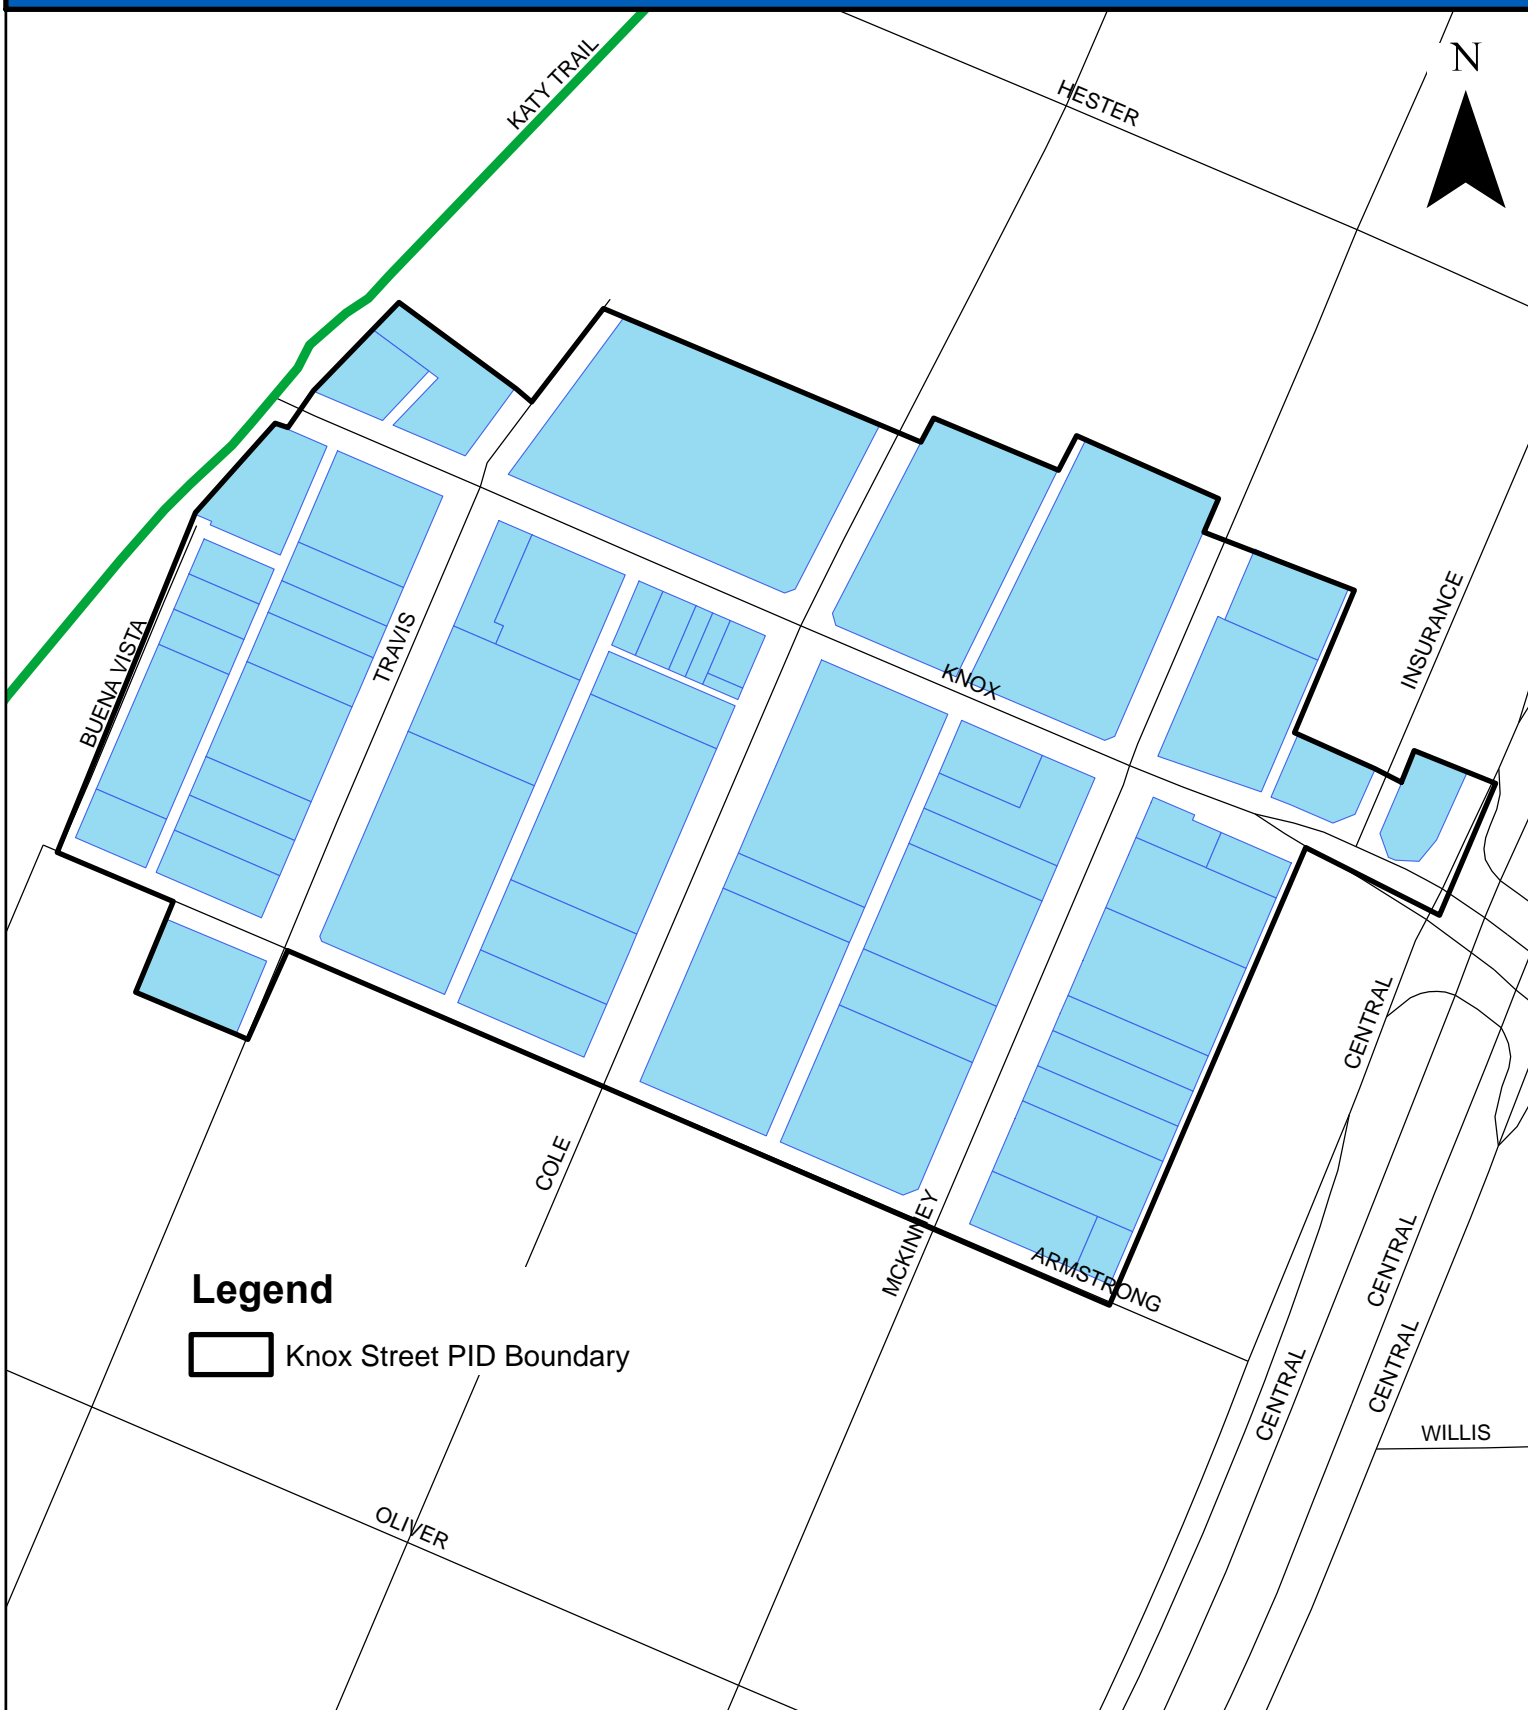 N
KATY TRAIL
HESTER
INSURANCE
BUENA VISTA
TRAVIS
KNOX
CENTRAL
COLE
MCKINNEY
ARMSTRONG
CENTRAL
CENTRAL
CENTRAL
Legend
Knox Street PID Boundary
WILLIS
OLIVER